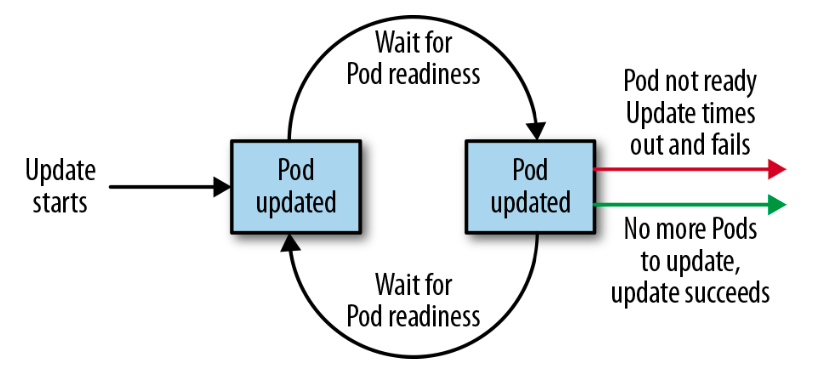 Update
starts
Pod
updated
Wait for
Pod readiness
Pod
updated
Wait for
Pod readiness
Pod not ready
Update times
out and fails
No more Pods
to update,
update succeeds